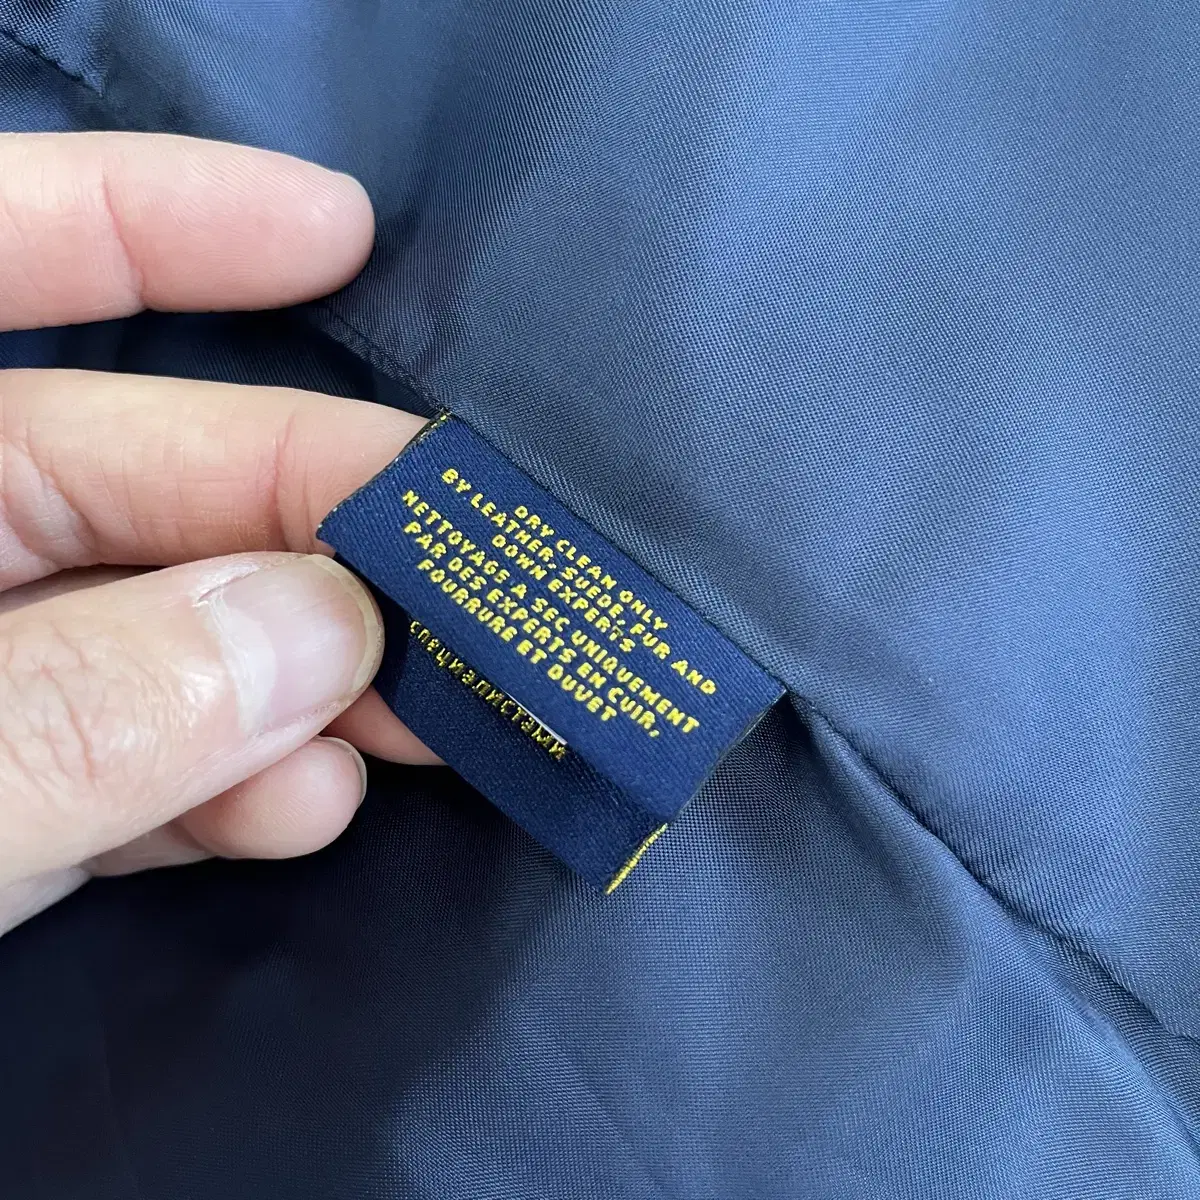 DRY CLEAN ONLY
BY LEATHER, SUEDE, FUR AND
DOWN EXPERTS
NETTOYAGE A SEC UNIQUEMENT
PAR DES EXPERTS EN CUIR,
FOURRURE ET DUVET
специалистами